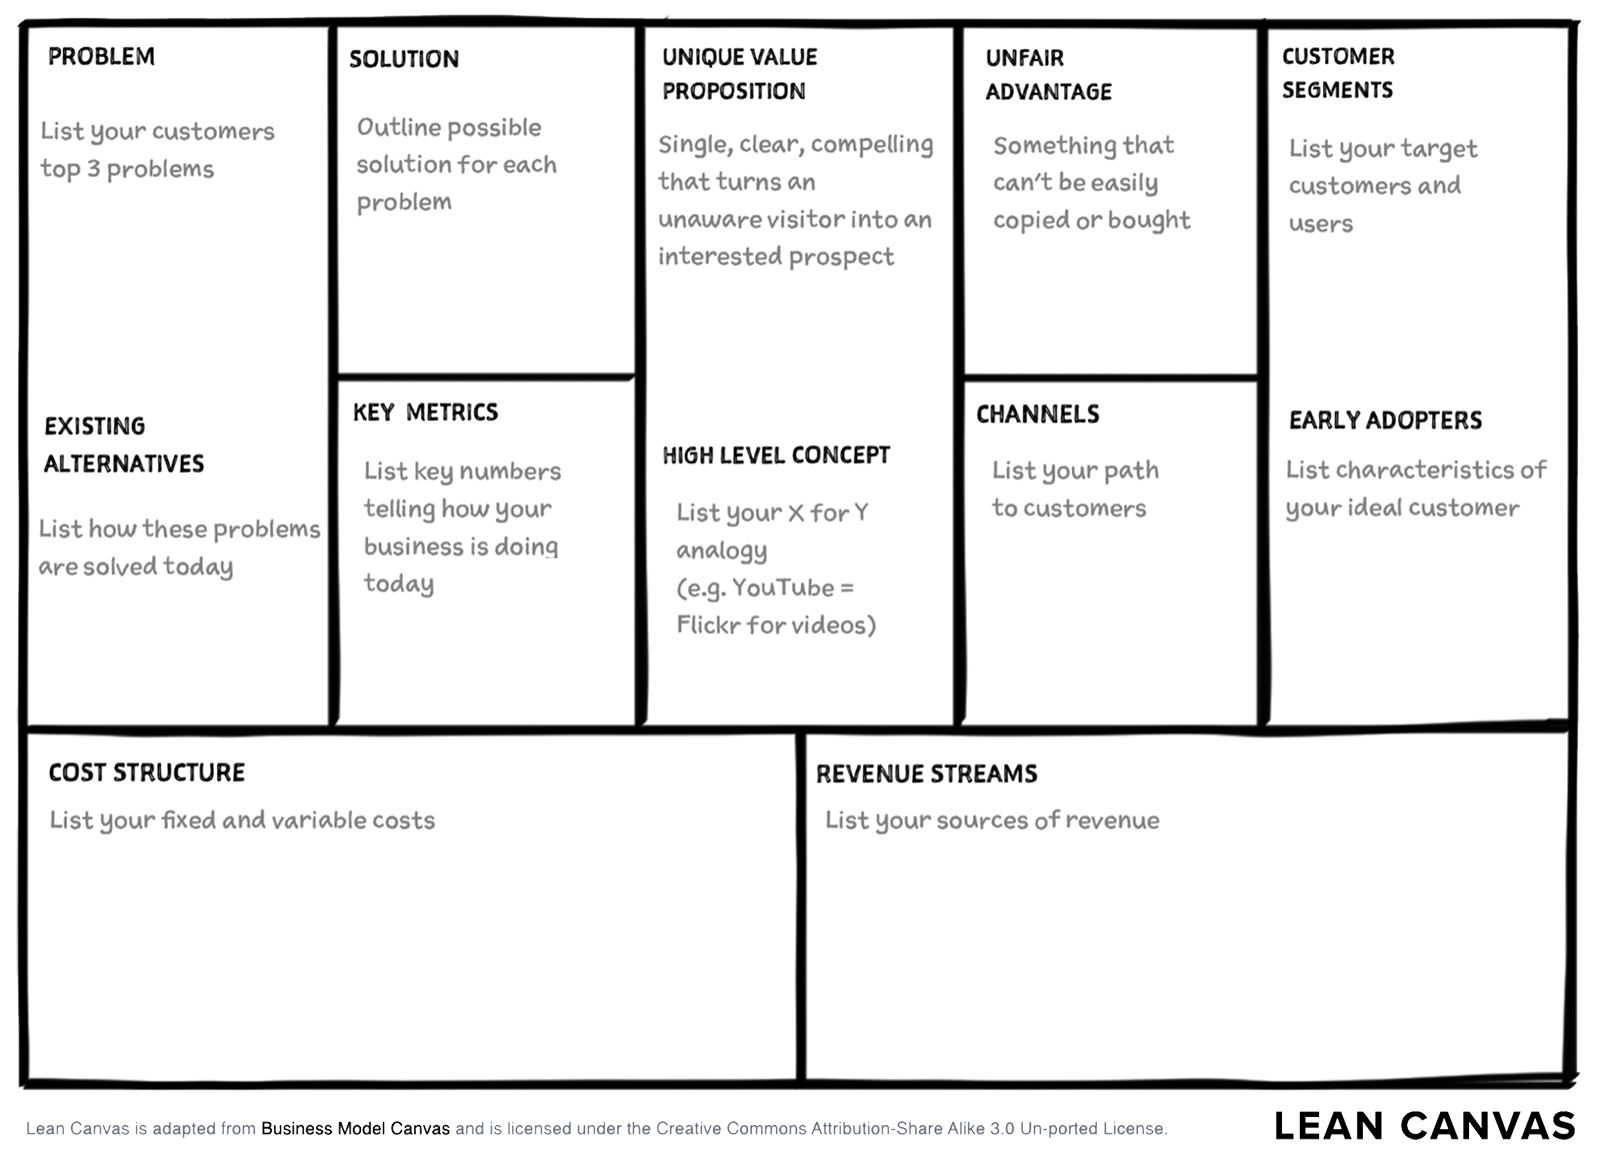 PROBLEM
List your customers
top 3 problems
EXISTING
ALTERNATIVES
List how these problems
are solved today
SOLUTION
Outline possible
solution for each
problem
KEY METRICS
List key numbers
telling how your
business is doing
today
UNIQUE VALUE
PROPOSITION
Single, clear, compelling
that turns an
unaware visitor into an
interested prospect
HIGH LEVEL CONCEPT
List your X for Y
analogy
(e.g. YouTube =
Flickr for videos)
UNFAIR
ADVANTAGE
Something that
can't be easily
copied or bought
CHANNELS
List your path
to customers
CUSTOMER
SEGMENTS
List your target
customers and
users
EARLY ADOPTERS
List characteristics of
your ideal customer
COST STRUCTURE
List your fixed and variable costs
REVENUE STREAMS
List your sources of revenue
Lean Canvas is adapted from Business Model Canvas and is licensed under the Creative Commons Attribution-Share Alike 3.0 Un-ported License.
LEAN CANVAS